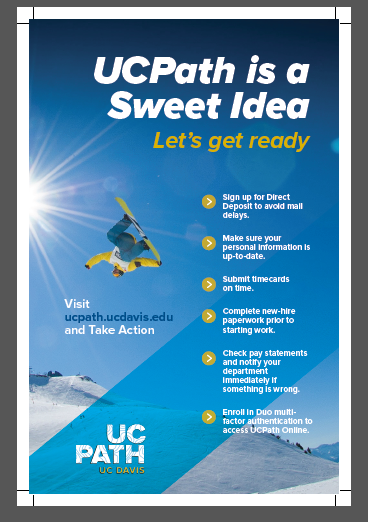 UCPath is a
Sweet Idea
Let's get ready
Sign up for Direct
Deposit to avoid mail
delays.
Make sure your
personal information is
up-to-date.
Submit timecards
on time.
Complete new-hire
paperwork prior to
starting work.
Check pay statements
and notify your
department
immediately if
something is wrong.
Enroll in Duo multi-
factor authentication to
access UCPath Online.
Visit
ucpath.ucdavis.edu
and Take Action
UC
PATH
UC DAVIS